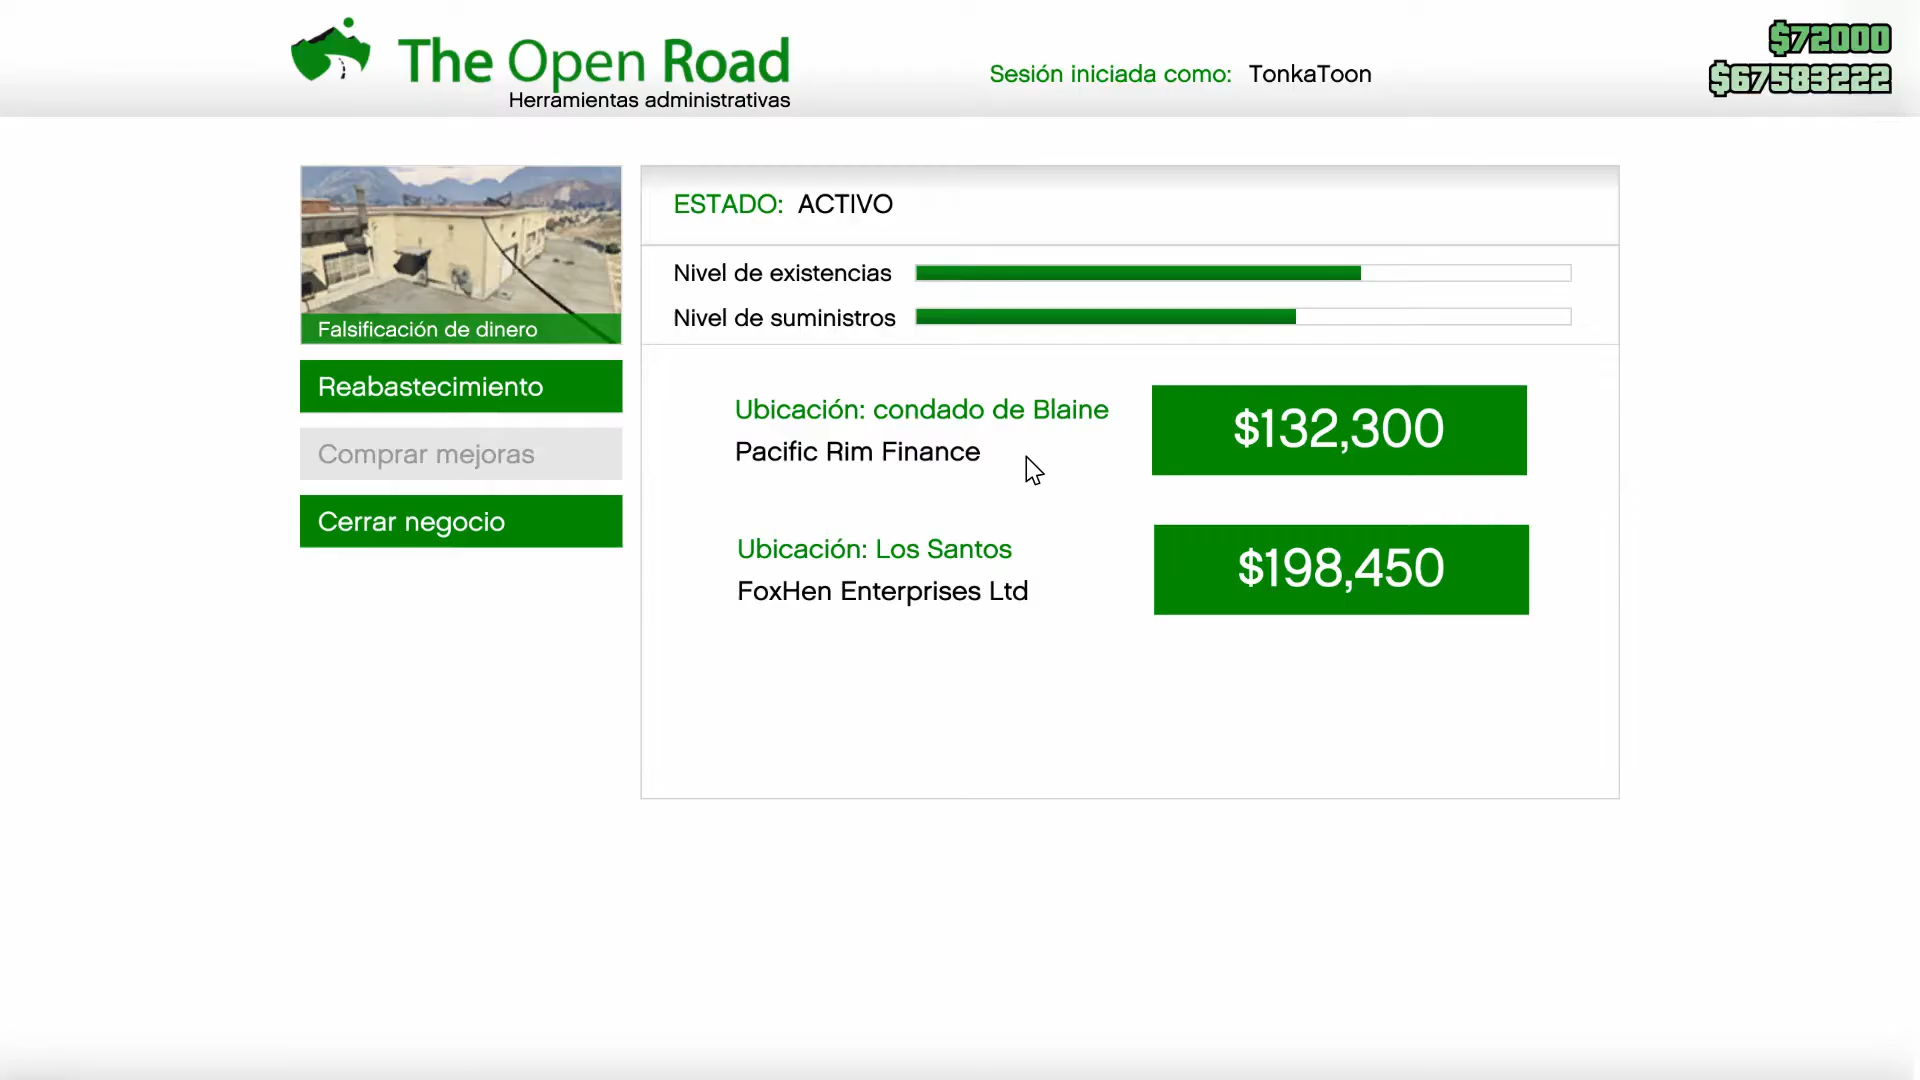 The Open Road
Herramientas administrativas
Sesión iniciada como: TonkaToon
$72000
$67583222
Falsificación de dinero
Reabastecimiento
Comprar mejoras
Cerrar negocio
ESTADO: ACTIVO
Nivel de existencias
Nivel de suministros
Ubicación: condado de Blaine
Pacific Rim Finance
$132,300
Ubicación: Los Santos
FoxHen Enterprises Ltd
$198,450